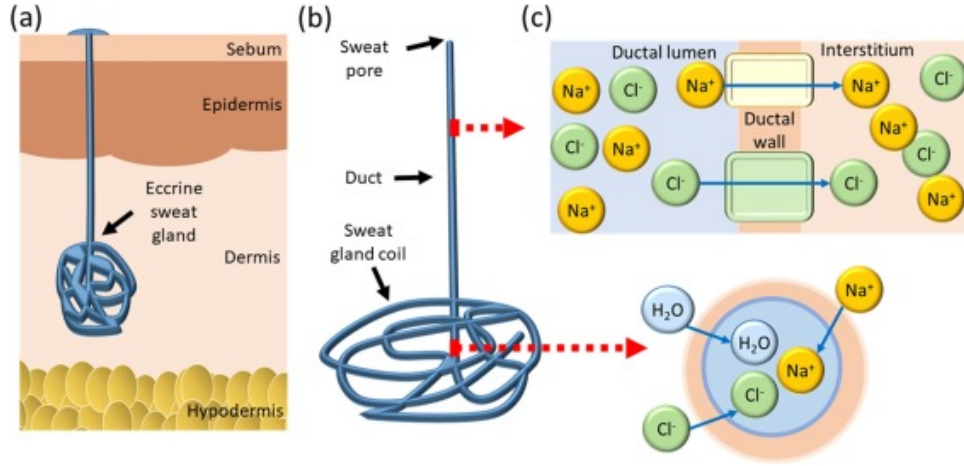 (a)
Sebum
Epidermis
Eccrine
sweat
gland
Dermis
Hypodermis
(b)
Sweat
pore
Duct
Sweat
gland coil
(c)
Ductal lumen
Interstitium
Na⁺
Cl⁻
Na⁺
Na⁺
Cl⁻
Cl⁻
Na⁺
Ductal
wall
Na⁺
Cl⁻
Cl⁻
Cl⁻
Na⁺
Na⁺
H₂O
Na⁺
H₂O
Na⁺
Cl⁻
Cl⁻